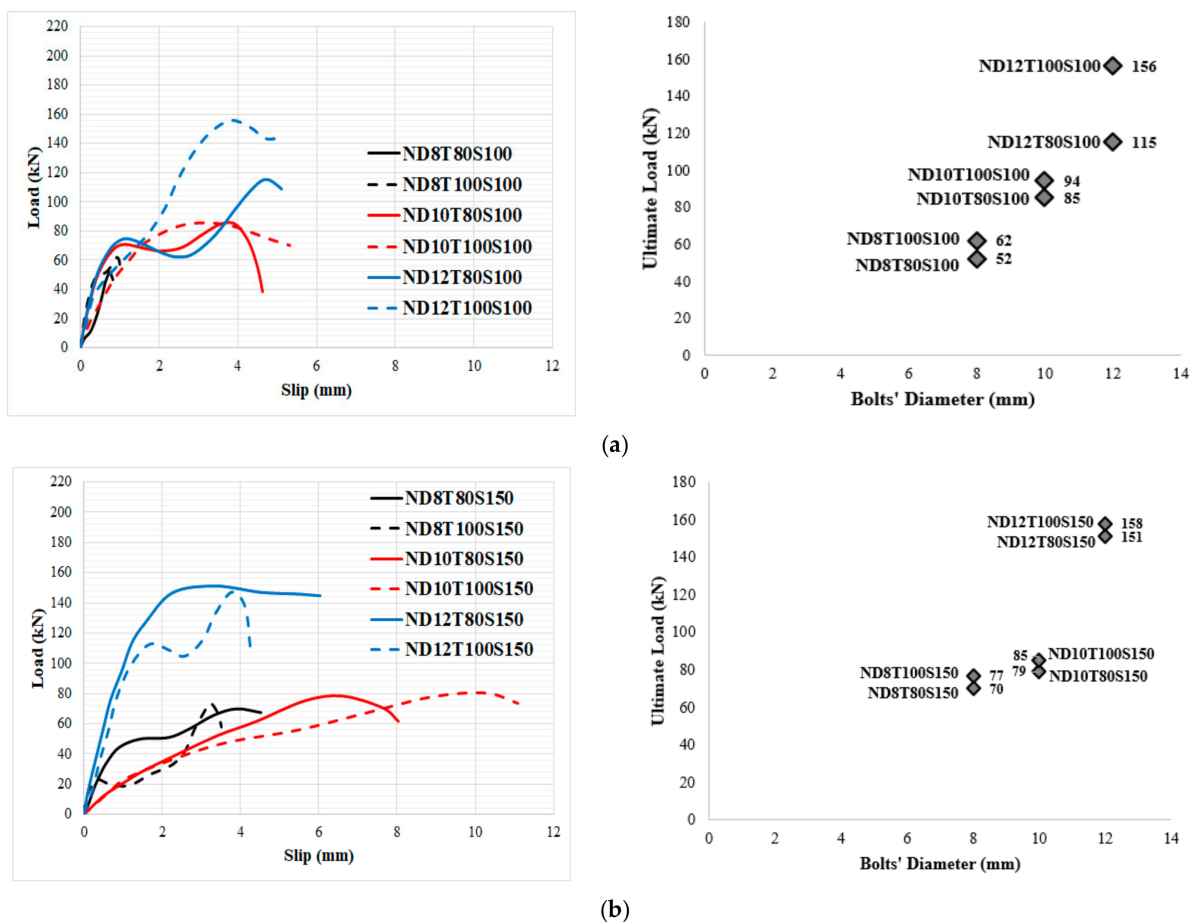 220
200
180
160
140
120
100
80
60
40
20
0
Load (kN)
0 2 4 6 8 10 12
Slip (mm)
ND8T80S100
ND8T100S100
ND10T80S100
ND10T100S100
ND12T80S100
ND12T100S100
180
160
140
120
100
80
60
40
20
0
Ultimate Load (kN)
ND12T100S100 156
ND12T80S100 115
ND10T100S100 94
ND10T80S100 85
ND8T100S100 62
ND8T80S100 52
0 2 4 6 8 10 12 14
Bolts' Diameter (mm)
(a)
220
200
180
160
140
120
100
80
60
40
20
0
Load (kN)
0 2 4 6 8 10 12
Slip (mm)
ND8T80S150
ND8T100S150
ND10T80S150
ND10T100S150
ND12T80S150
ND12T100S150
180
160
140
120
100
80
60
40
20
0
Ultimate Load (kN)
ND12T100S150 158
ND12T80S150 151
85 ND10T100S150
79 ND10T80S150
ND8T100S150 77
ND8T80S150 70
0 2 4 6 8 10 12 14
Bolts' Diameter (mm)
(b)